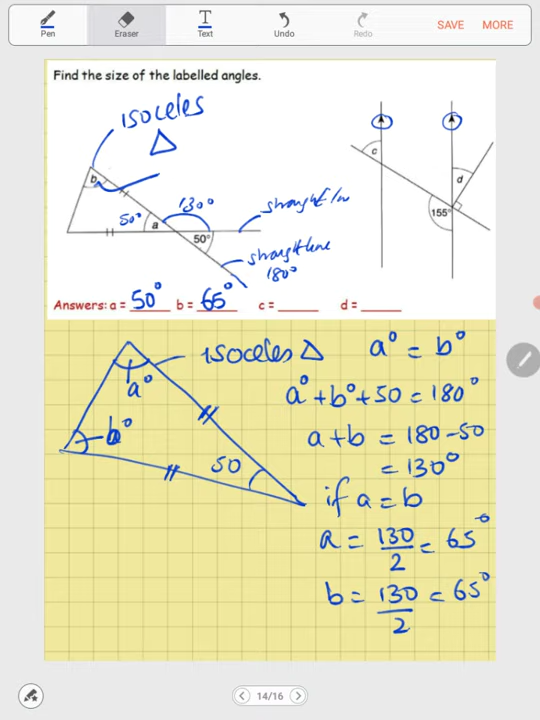 Pen
Eraser
Text
Undo
Redo
SAVE
MORE
Find the size of the labelled angles.
isoceles
Δ
b
50°
a
130°
50°
straight line
180°
c
d
155°
Answers: a = 50° b = 65° c = ______ d = ______
isoceles Δ
a° = b°
a°
b°
50
a° + b° + 50 = 180°
a + b = 180 - 50
= 130°
if a = b
a = 130/2 = 65°
b = 130/2 = 65°
14/16